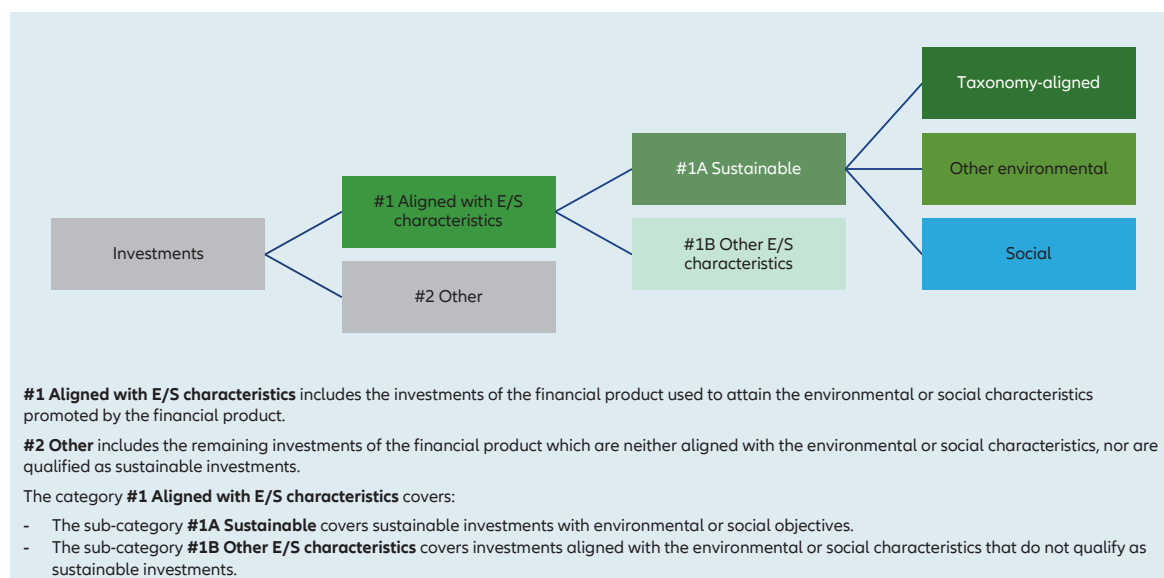 Taxonomy-aligned
#1A Sustainable
Other environmental
#1 Aligned with E/S
characteristics
Investments
#1B Other E/S
characteristics
Social
#2 Other
#1 Aligned with E/S characteristics includes the investments of the financial product used to attain the environmental or social characteristics
promoted by the financial product.
#2 Other includes the remaining investments of the financial product which are neither aligned with the environmental or social characteristics, nor are
qualified as sustainable investments.
The category #1 Aligned with E/S characteristics covers:
- The sub-category #1A Sustainable covers sustainable investments with environmental or social objectives.
- The sub-category #1B Other E/S characteristics covers investments aligned with the environmental or social characteristics that do not qualify as
sustainable investments.